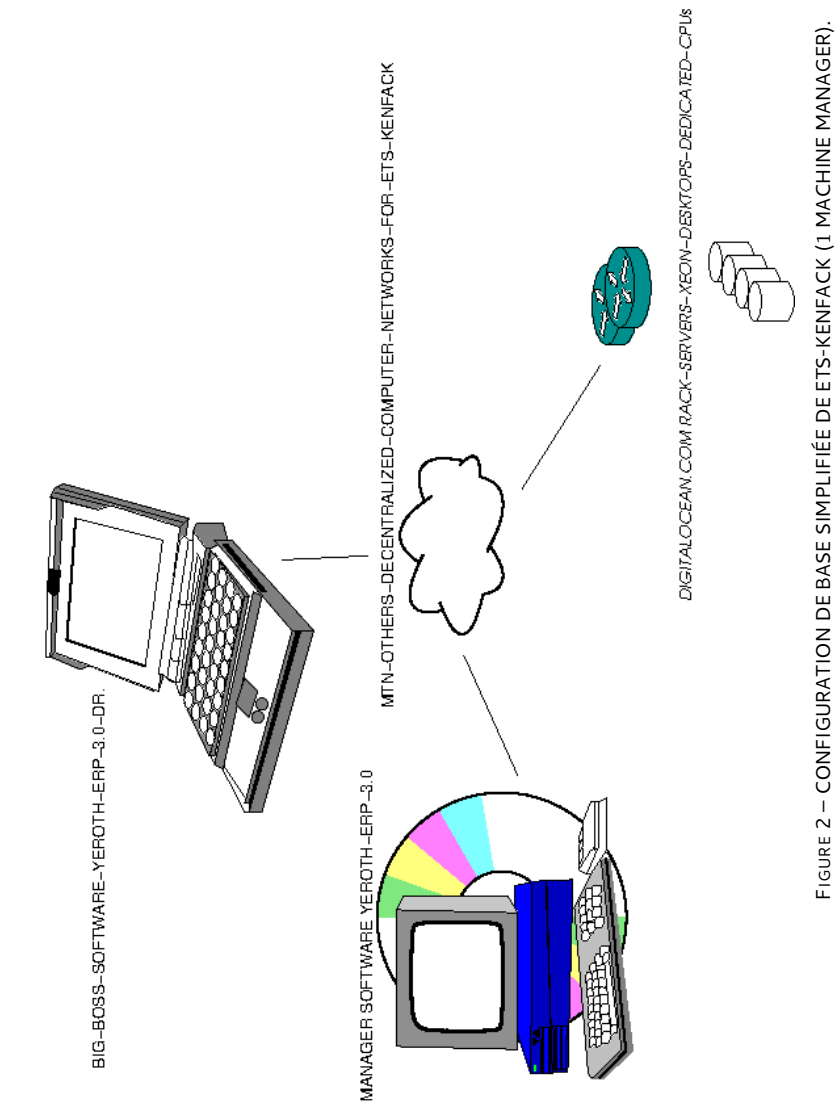 BIG-BOSS-SOFTWARE-YEROTH-ERP-3.0-DR.
MANAGER SOFTWARE YEROTH-ERP-3.0
MTN-OTHERS-DECENTRALIZED-COMPUTER-NETWORKS-FOR-ETS-KENFACK
DIGITALOCEAN.COM RACK-SERVERS-XEON-DESKTOPS-DEDICATED-CPUs
FIGURE 2 – CONFIGURATION DE BASE SIMPLIFIÉE DE ETS-KENFACK (1 MACHINE MANAGER).